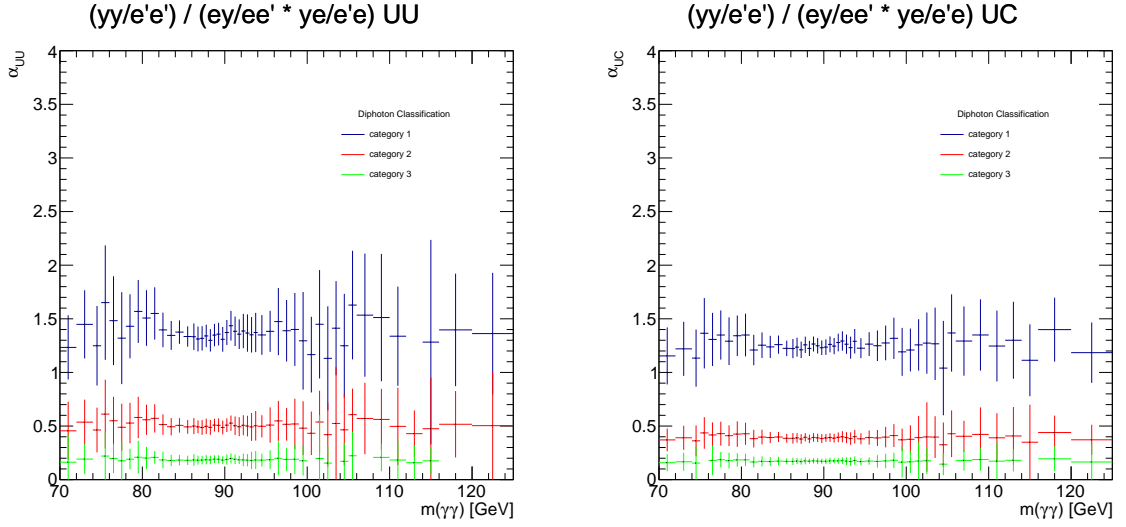 (yy/e'e') / (ey/ee' * ye/e'e) UU
α_UU
4
3.5
3
2.5
2
1.5
1
0.5
0
Diphoton Classification
category 1
category 2
category 3
70 80 90 100 110 120
m(γγ) [GeV]
(yy/e'e') / (ey/ee' * ye/e'e) UC
α_UC
4
3.5
3
2.5
2
1.5
1
0.5
0
Diphoton Classification
category 1
category 2
category 3
70 80 90 100 110 120
m(γγ) [GeV]